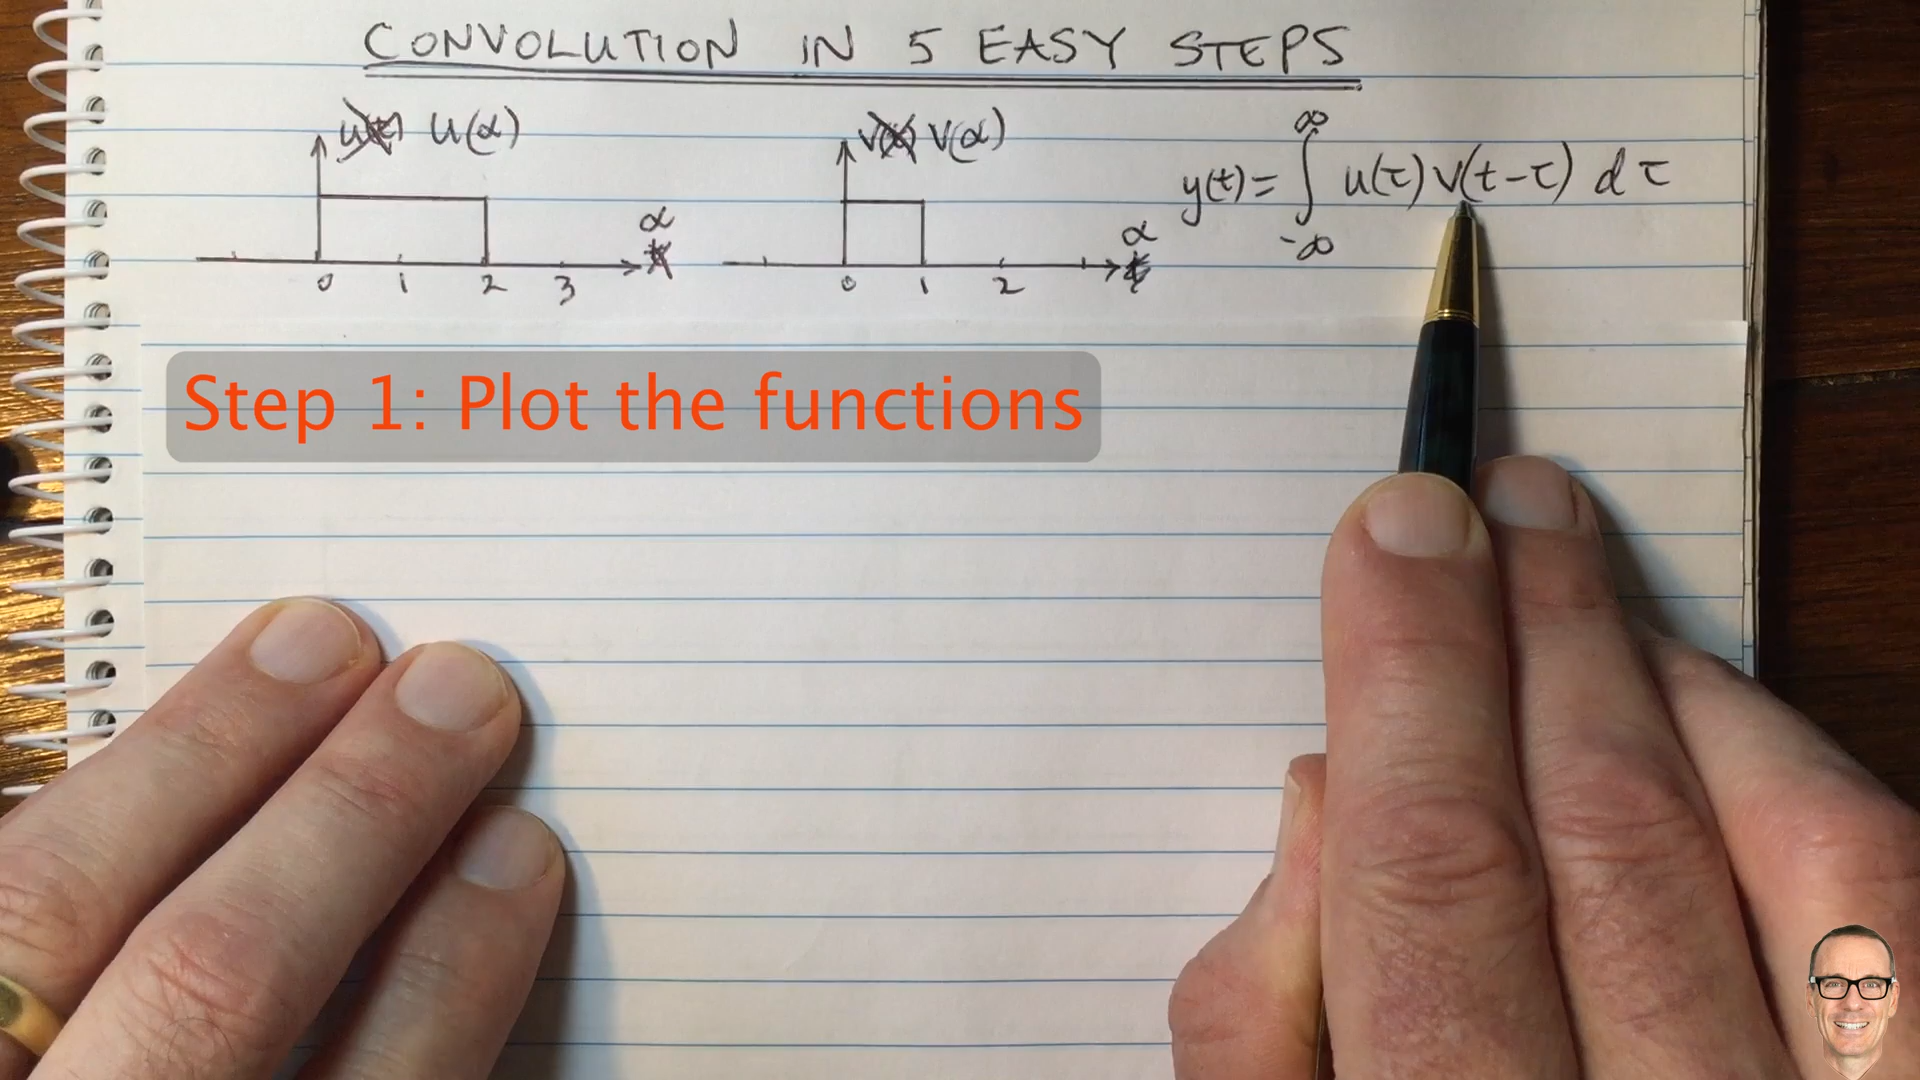 CONVOLUTION IN 5 EASY STEPS
u(t) u(α)
α
t
0 1 2 3
v(t) v(α)
α
t
0 1 2
y(t) = ∫ u(τ) v(t-τ) dτ
∞
-∞
Step 1: Plot the functions